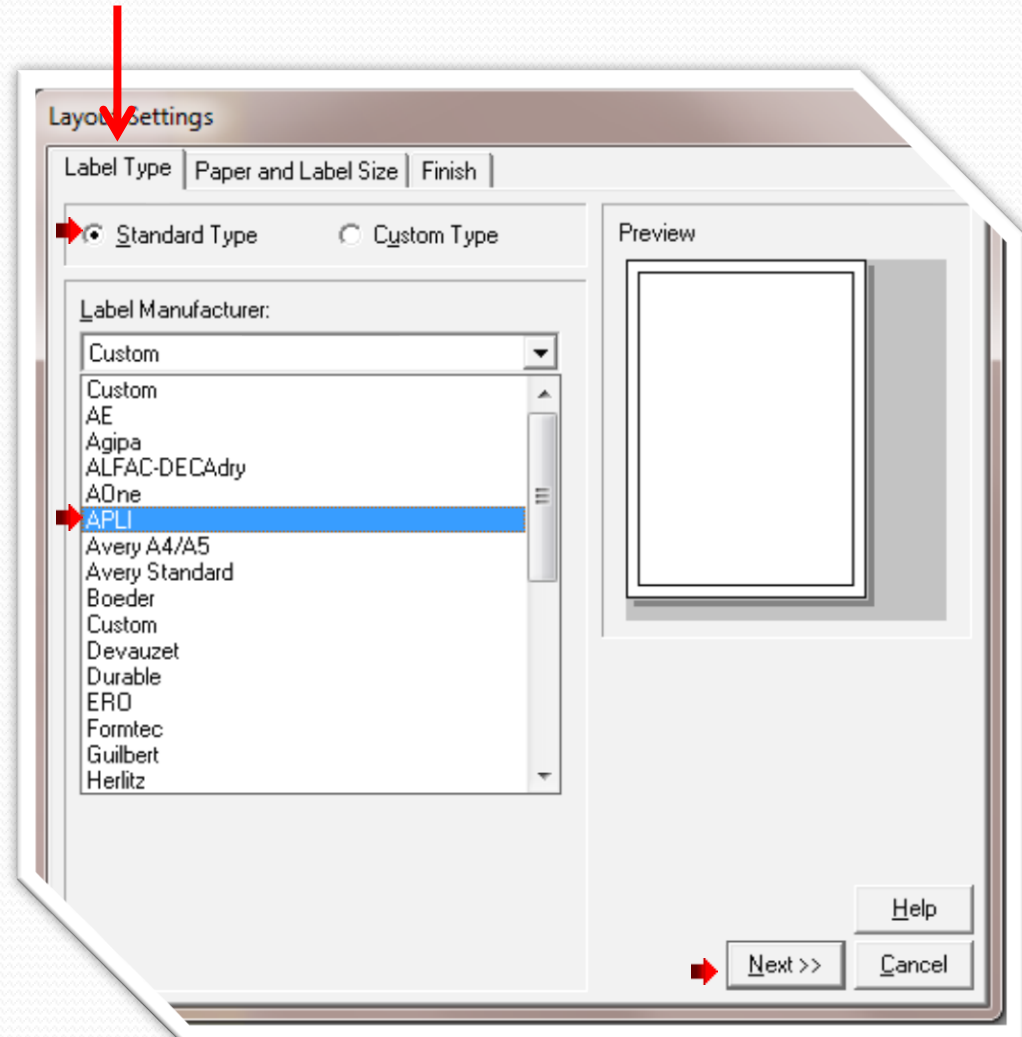 Layout Settings
Label Type Paper and Label Size Finish
Standard Type Custom Type
Preview
Label Manufacturer:
Custom
Custom
AE
Agipa
ALFAC-DECAdry
AOne
APLI
Avery A4/A5
Avery Standard
Boeder
Custom
Devauzet
Durable
ERO
Formtec
Guilbert
Herlitz
Help
Next >> Cancel